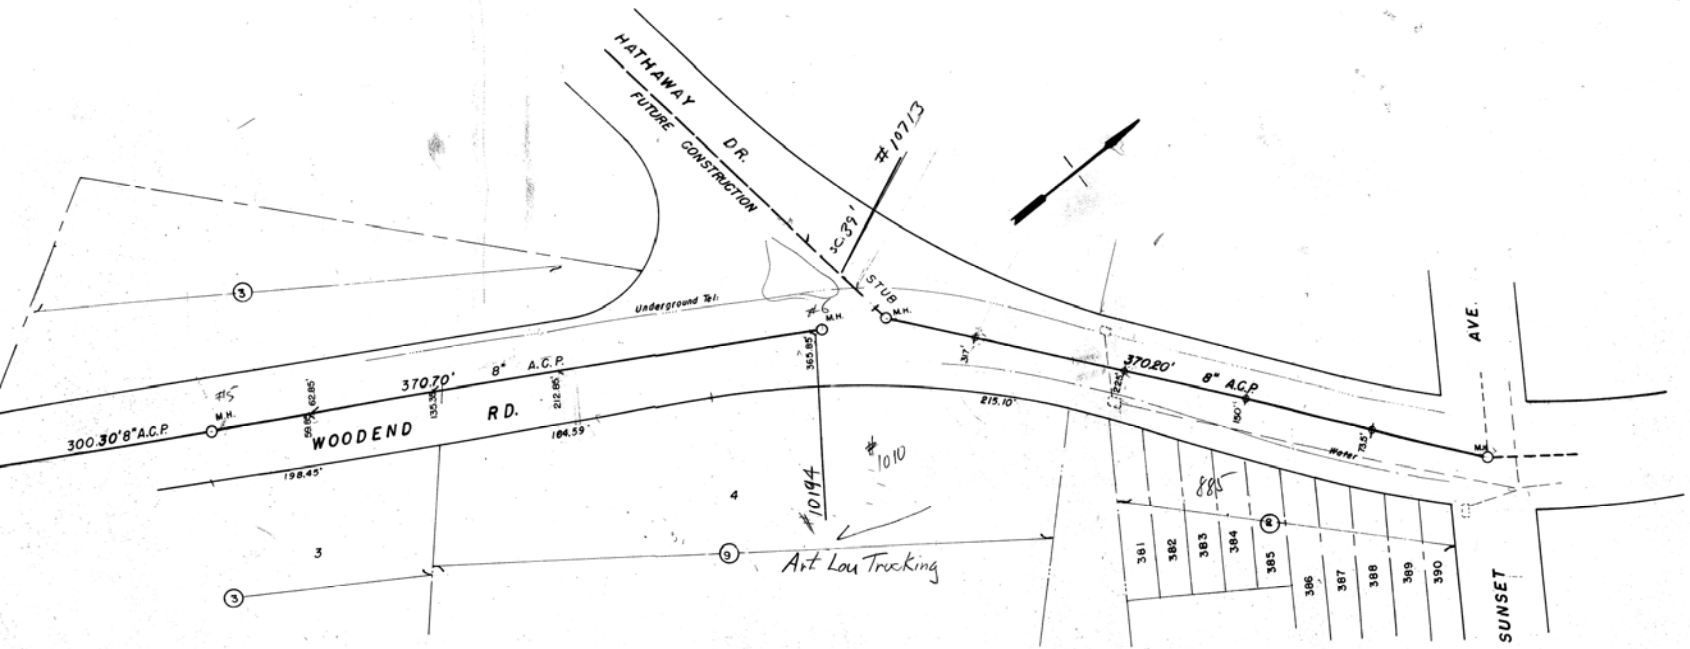 HATHAWAY DR.
FUTURE CONSTRUCTION
#10713
SC.39'
STUB
M.H.
#6
M.H.
Underground Tel.
365.85'
#10194
370.70'
8" A.C.P.
212.85'
135.35'
62.85'
59.85'
#5
M.H.
300.30' 8" A.C.P.
WOODEND RD.
198.45'
164.59'
215.10'
317'
370.20'
8" A.C.P.
225'
150'
73.5'
Water
M.H.
AVE.
SUNSET
3
3
3
4
9
#1010
Art Lou Trucking
885
381
382
383
384
385
386
387
388
389
390